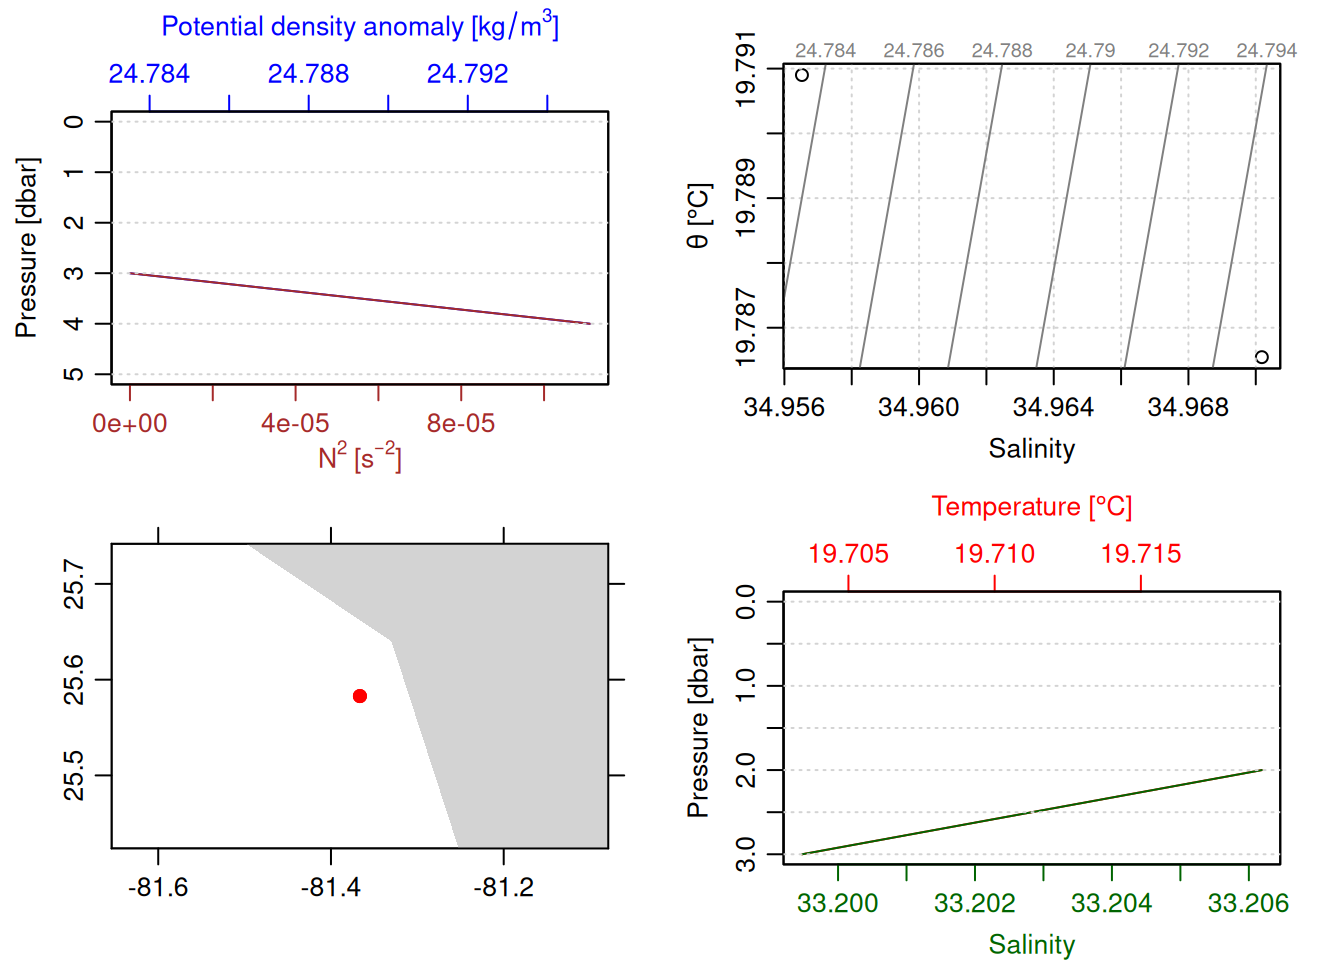 Potential density anomaly [kg/m3]
24.784 24.788 24.792
0
1
2
3
4
5
Pressure [dbar]
0e+00 4e-05 8e-05
N2 [s−2]
24.784 24.786 24.788 24.79 24.792 24.794
19.791
19.789
19.787
θ [°C]
34.956 34.960 34.964 34.968
Salinity
25.7
25.6
25.5
-81.6 -81.4 -81.2
Temperature [°C]
19.705 19.710 19.715
0.0
1.0
2.0
3.0
Pressure [dbar]
33.200 33.202 33.204 33.206
Salinity